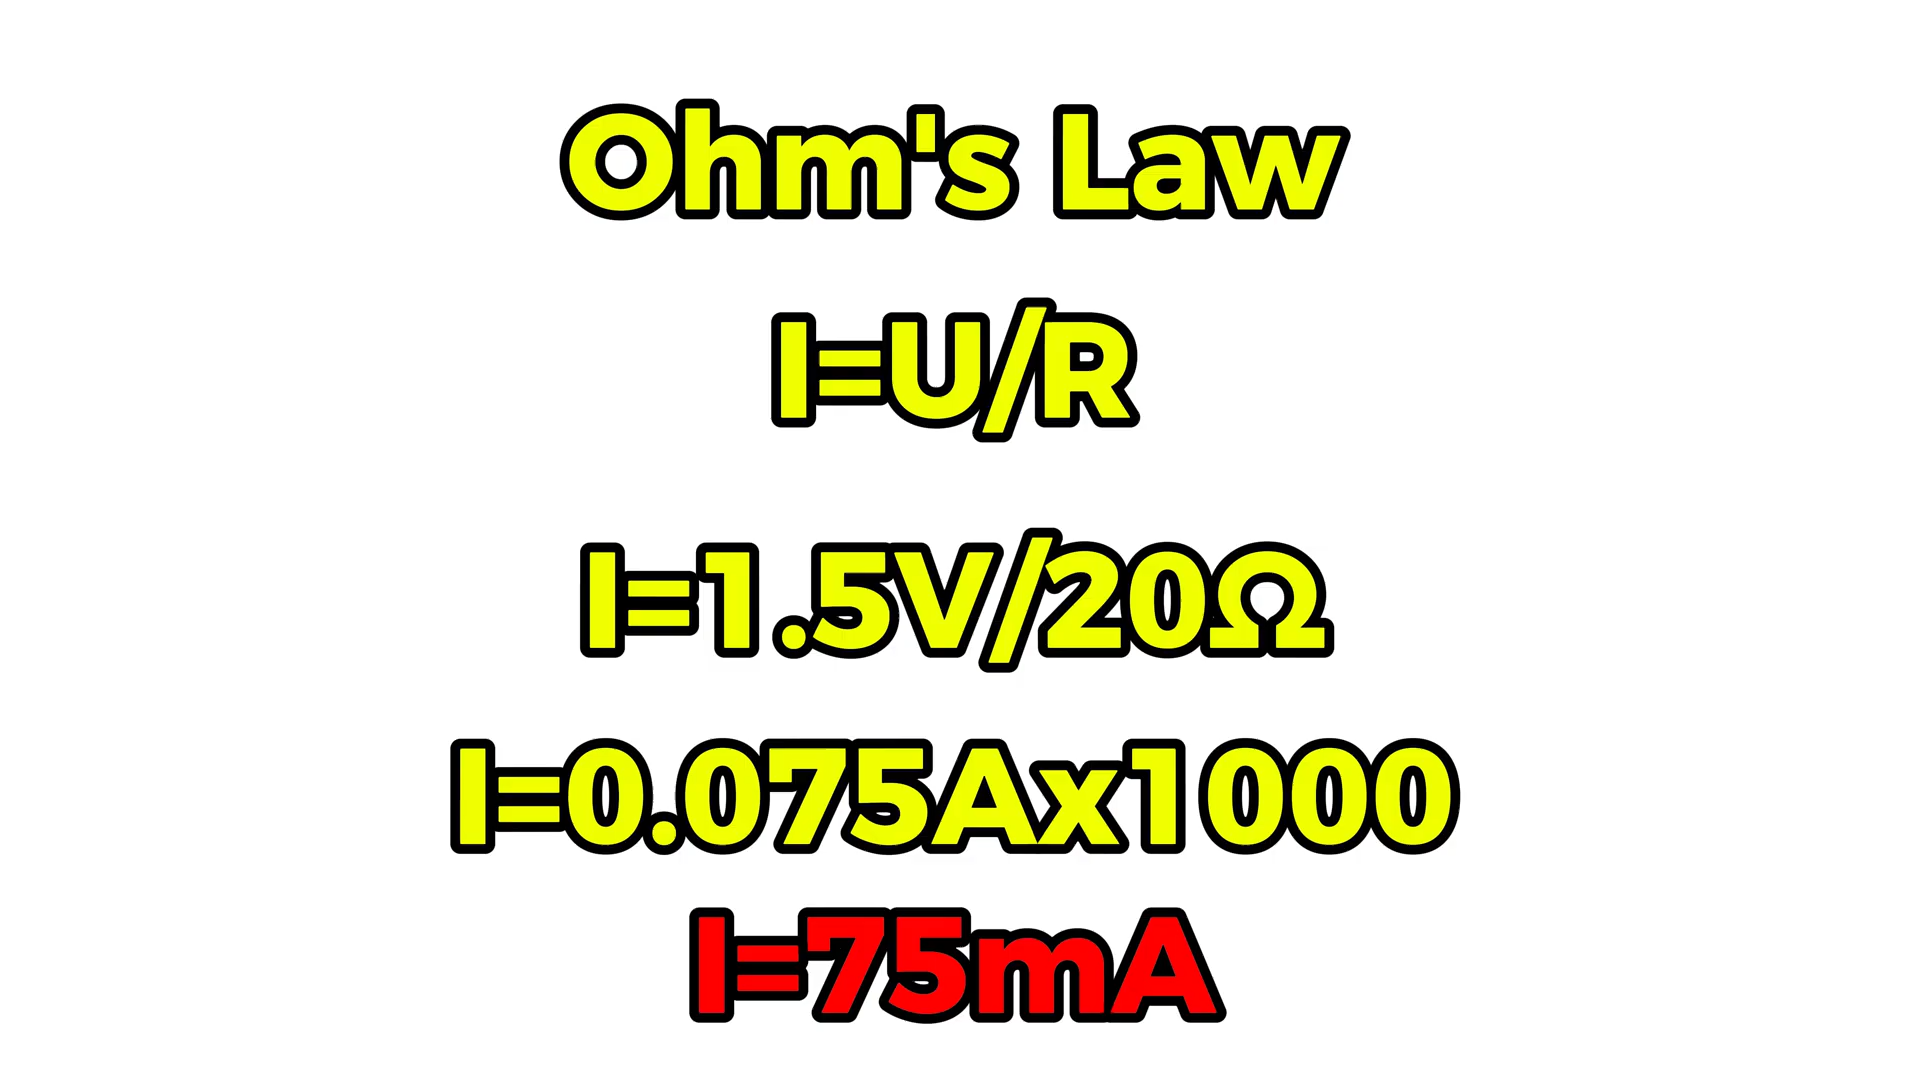 Ohm's Law
I=U/R
I=1.5V/20Ω
I=0.075Ax1000
I=75mA